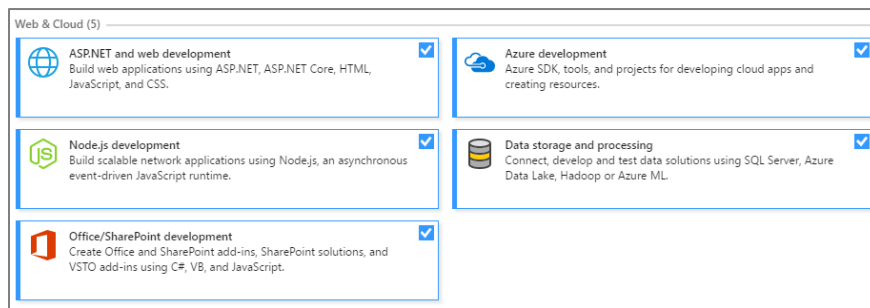 Web & Cloud (5)
ASP.NET and web development
Build web applications using ASP.NET, ASP.NET Core, HTML,
JavaScript, and CSS.
Azure development
Azure SDK, tools, and projects for developing cloud apps and
creating resources.
Node.js development
Build scalable network applications using Node.js, an asynchronous
event-driven JavaScript runtime.
Data storage and processing
Connect, develop and test data solutions using SQL Server, Azure
Data Lake, Hadoop or Azure ML.
Office/SharePoint development
Create Office and SharePoint add-ins, SharePoint solutions, and
VSTO add-ins using C#, VB, and JavaScript.